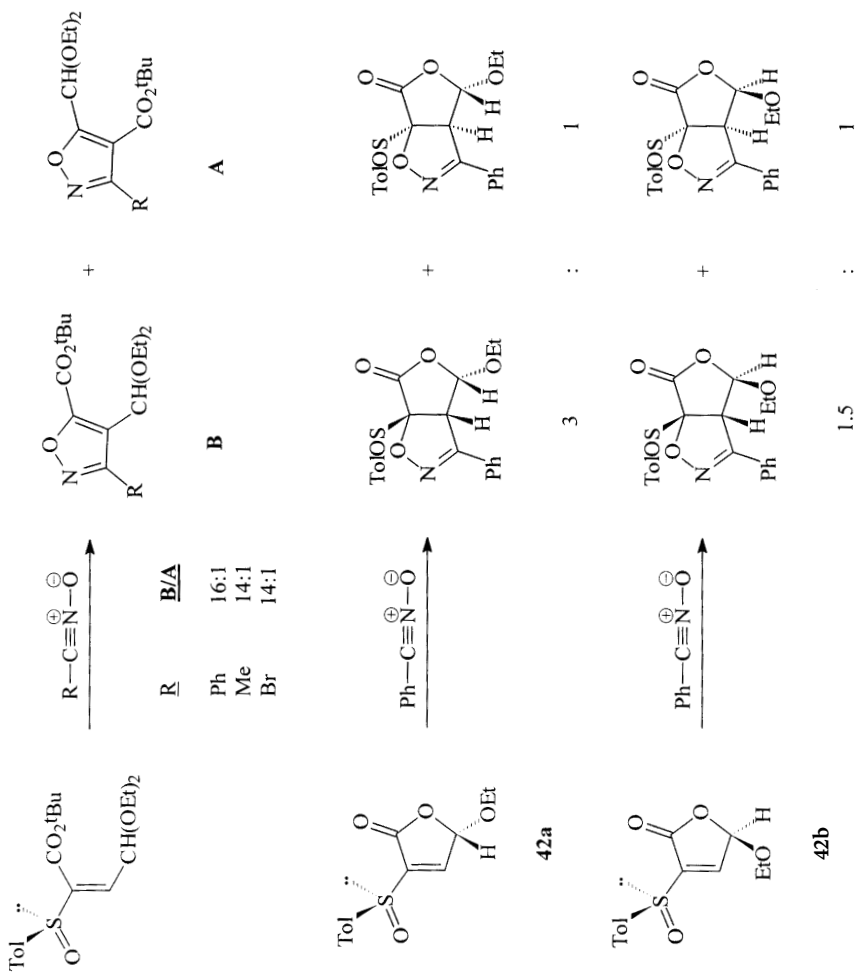 Tol
S
O
CO2tBu
CH(OEt)2
R–C≡N–O
⊕ ⊖
R B/A
Ph 16:1
Me 14:1
Br 14:1
O
N
R
CO2tBu
CH(OEt)2
B
+
O
N
R
CH(OEt)2
CO2tBu
A
Tol
S
O
O
O
H
OEt
42a
Ph–C≡N–O
⊕ ⊖
TolOS
O
O
O
N
H
H
OEt
Ph
3
+
:
TolOS
O
O
O
N
H
H
OEt
Ph
1
Tol
S
O
O
O
EtO
H
42b
Ph–C≡N–O
⊕ ⊖
TolOS
O
O
O
N
H
EtO
H
Ph
1.5
+
:
TolOS
O
O
O
N
H
EtO
H
Ph
1